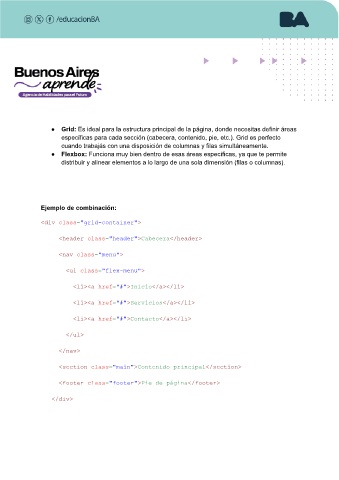 /educacionBA
BA
Buenos Aires
aprende
Agencia de Habilidades para el Futuro
● Grid: Es ideal para la estructura principal de la página, donde necesitas definir áreas
específicas para cada sección (cabecera, contenido, pie, etc.). Grid es perfecto
cuando trabajás con una disposición de columnas y filas simultáneamente.
● Flexbox: Funciona muy bien dentro de esas áreas específicas, ya que te permite
distribuir y alinear elementos a lo largo de una sola dimensión (filas o columnas).
Ejemplo de combinación:
<div class="grid-container">
<header class="header">Cabecera</header>
<nav class="menu">
<ul class="flex-menu">
<li><a href="#">Inicio</a></li>
<li><a href="#">Servicios</a></li>
<li><a href="#">Contacto</a></li>
</ul>
</nav>
<section class="main">Contenido principal</section>
<footer class="footer">Pie de página</footer>
</div>